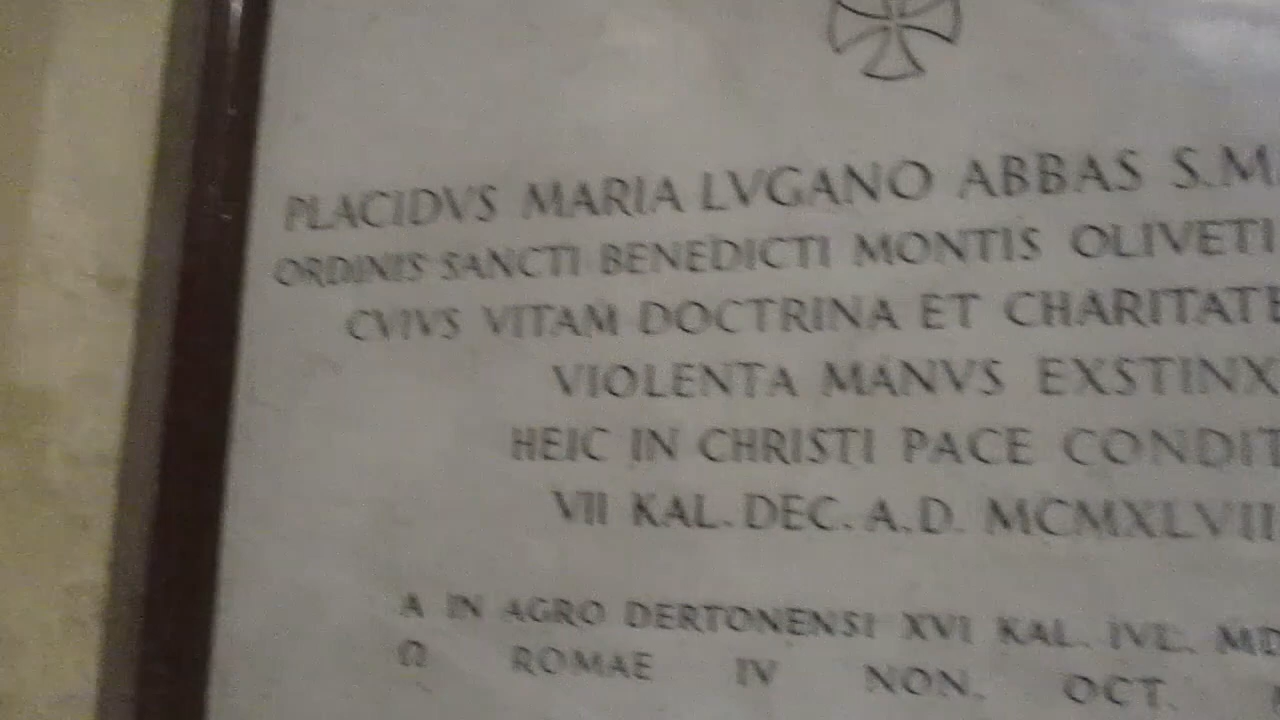 PLACIDVS MARIA LVGANO ABBAS S.M.
ORDINIS SANCTI BENEDICTI MONTIS OLIVETI
CVIVS VITAM DOCTRINA ET CHARITATE
VIOLENTA MANVS EXSTINX
HEIC IN CHRISTI PACE CONDIT
VII KAL. DEC. A.D. MCMXLVII
A IN AGRO DERTONENSI XVI KAL. IVL. MD
Ω ROMAE IV NON. OCT.